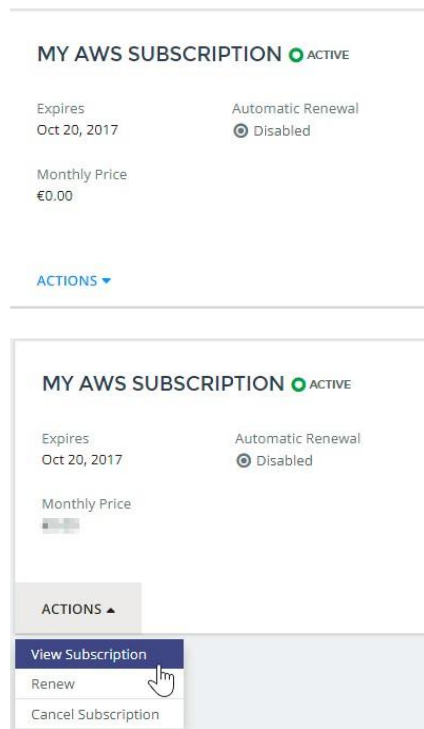 MY AWS SUBSCRIPTION ACTIVE
Expires Automatic Renewal
Oct 20, 2017 Disabled
Monthly Price
€0.00
ACTIONS
MY AWS SUBSCRIPTION ACTIVE
Expires Automatic Renewal
Oct 20, 2017 Disabled
Monthly Price
ACTIONS
View Subscription
Renew
Cancel Subscription